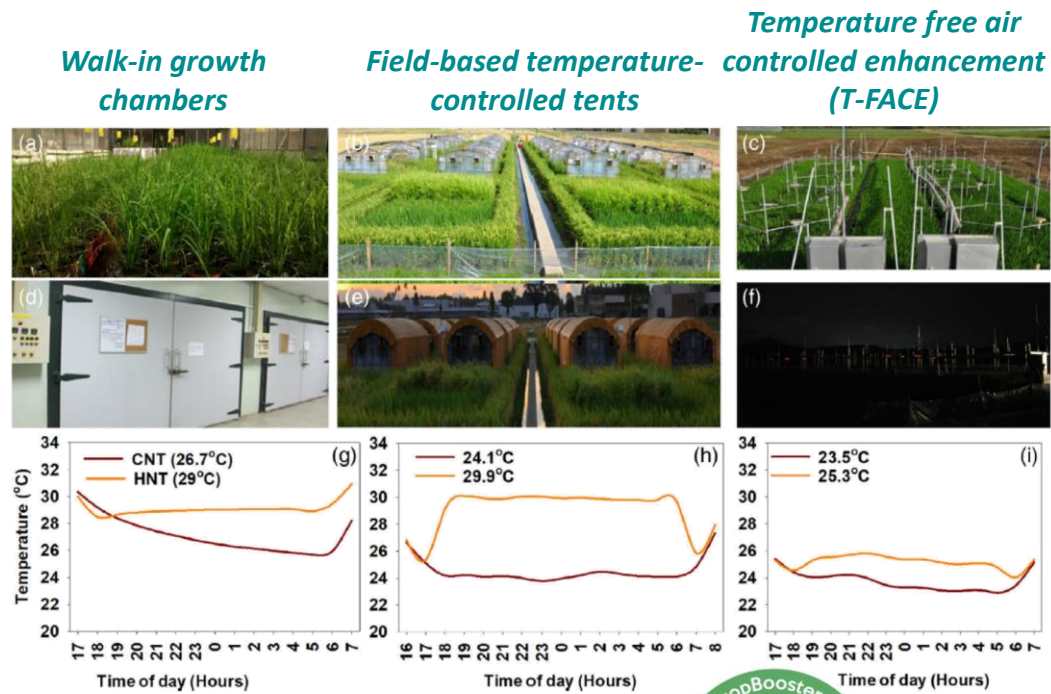 Walk-in growth
chambers
Field-based temperature-
controlled tents
Temperature free air
controlled enhancement
(T-FACE)
(a)
(b)
(c)
(d)
(e)
(f)
34
32
30
28
26
24
22
20
Temperature (°C)
CNT (26.7°C)
HNT (29°C)
(g)
17 18 19 20 21 22 23 0 1 2 3 4 5 6 7
Time of day (Hours)
34
32
30
28
26
24
22
20
24.1°C
29.9°C
(h)
16 17 18 19 20 21 22 23 0 1 2 3 4 5 6 7 8
Time of day (Hours)
34
32
30
28
26
24
22
20
23.5°C
25.3°C
(i)
17 18 19 20 21 22 23 0 1 2 3 4 5 6 7
Time of day (Hours)